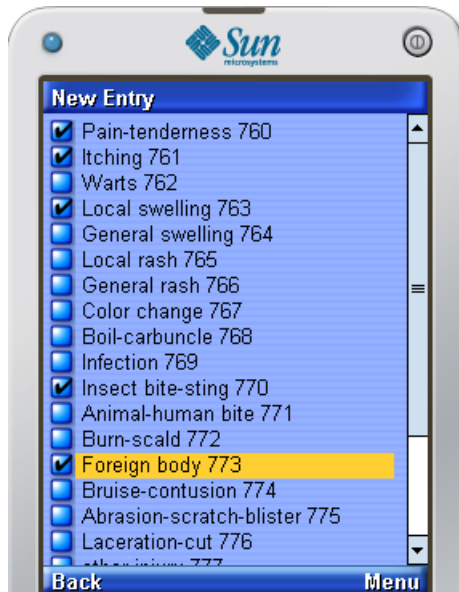 Sun
microsystems
New Entry
Pain-tenderness 760
Itching 761
Warts 762
Local swelling 763
General swelling 764
Local rash 765
General rash 766
Color change 767
Boil-carbuncle 768
Infection 769
Insect bite-sting 770
Animal-human bite 771
Burn-scald 772
Foreign body 773
Bruise-contusion 774
Abrasion-scratch-blister 775
Laceration-cut 776
other injury 777
Back Menu